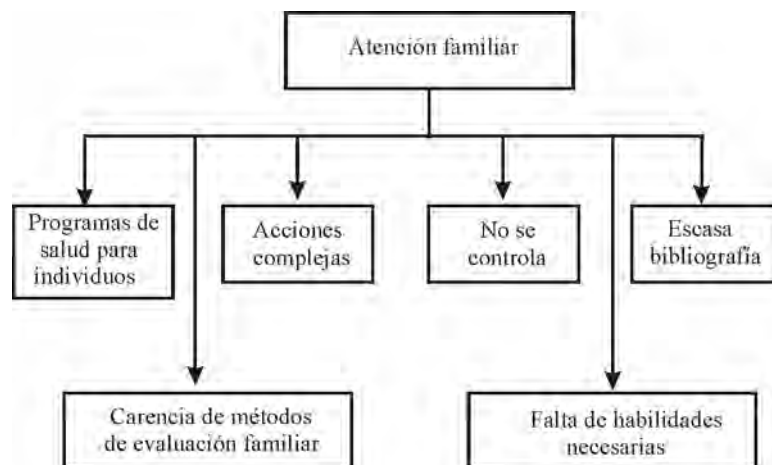 Atención familiar
Programas de
salud para
individuos
Acciones
complejas
No se
controla
Escasa
bibliografía
Carencia de métodos
de evaluación familiar
Falta de habilidades
necesarias